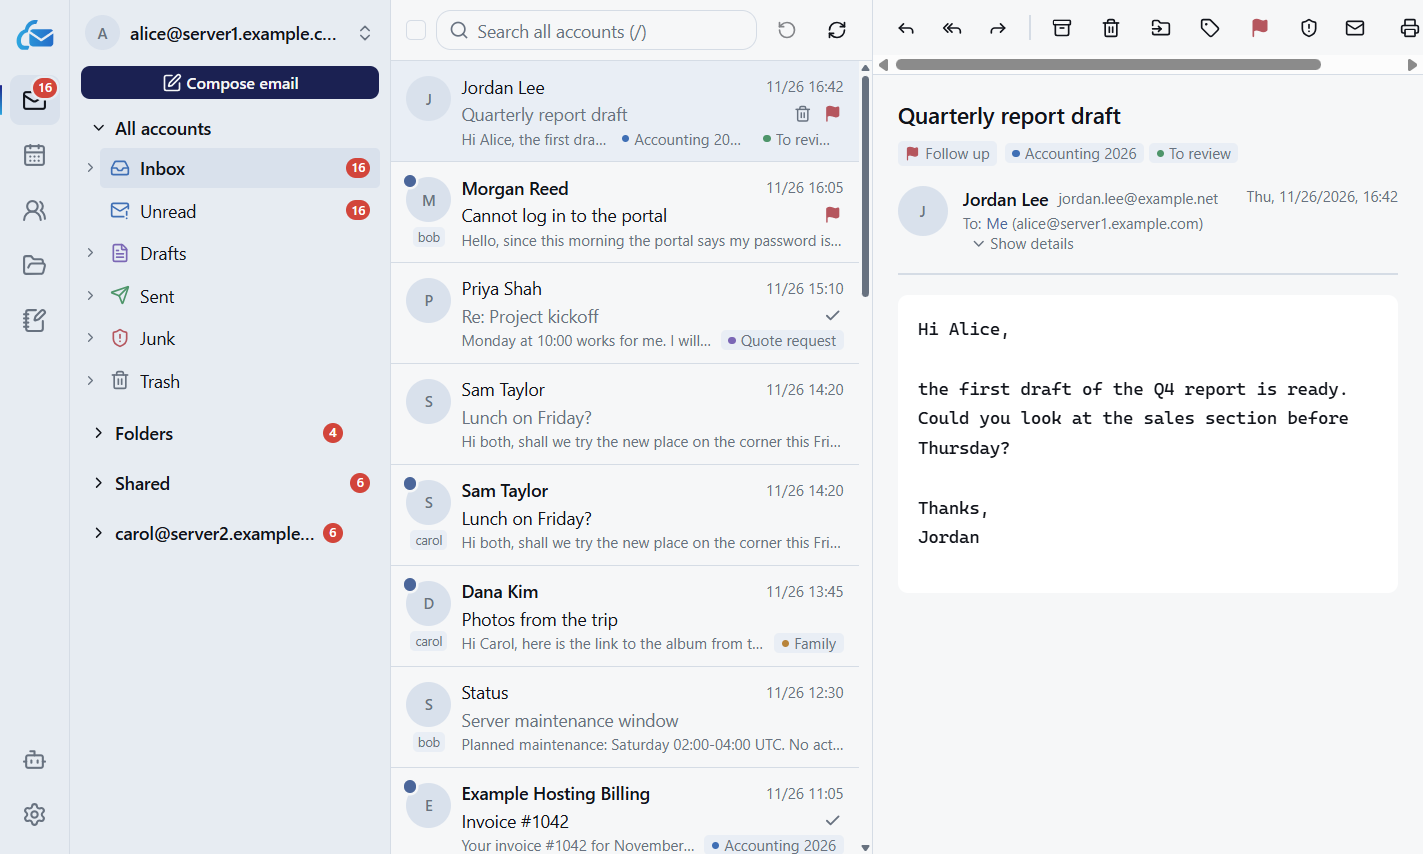 16
A
alice@server1.example.c...
Compose email
All accounts
Inbox
16
Unread
16
Drafts
Sent
Junk
Trash
Folders
4
Shared
6
carol@server2.example...
6
Search all accounts (/)
J
Jordan Lee
11/26 16:42
Quarterly report draft
Hi Alice, the first dra...
Accounting 20...
To revi...
M
bob
Morgan Reed
11/26 16:05
Cannot log in to the portal
Hello, since this morning the portal says my password is...
P
Priya Shah
11/26 15:10
Re: Project kickoff
Monday at 10:00 works for me. I will...
Quote request
S
Sam Taylor
11/26 14:20
Lunch on Friday?
Hi both, shall we try the new place on the corner this Fri...
S
carol
Sam Taylor
11/26 14:20
Lunch on Friday?
Hi both, shall we try the new place on the corner this Fri...
D
carol
Dana Kim
11/26 13:45
Photos from the trip
Hi Carol, here is the link to the album from t...
Family
S
bob
Status
11/26 12:30
Server maintenance window
Planned maintenance: Saturday 02:00-04:00 UTC. No act...
E
Example Hosting Billing
11/26 11:05
Invoice #1042
Your invoice #1042 for November...
Accounting 2026
Quarterly report draft
Follow up
Accounting 2026
To review
J
Jordan Lee jordan.lee@example.net
Thu, 11/26/2026, 16:42
To: Me (alice@server1.example.com)
Show details
Hi Alice,
the first draft of the Q4 report is ready.
Could you look at the sales section before
Thursday?
Thanks,
Jordan